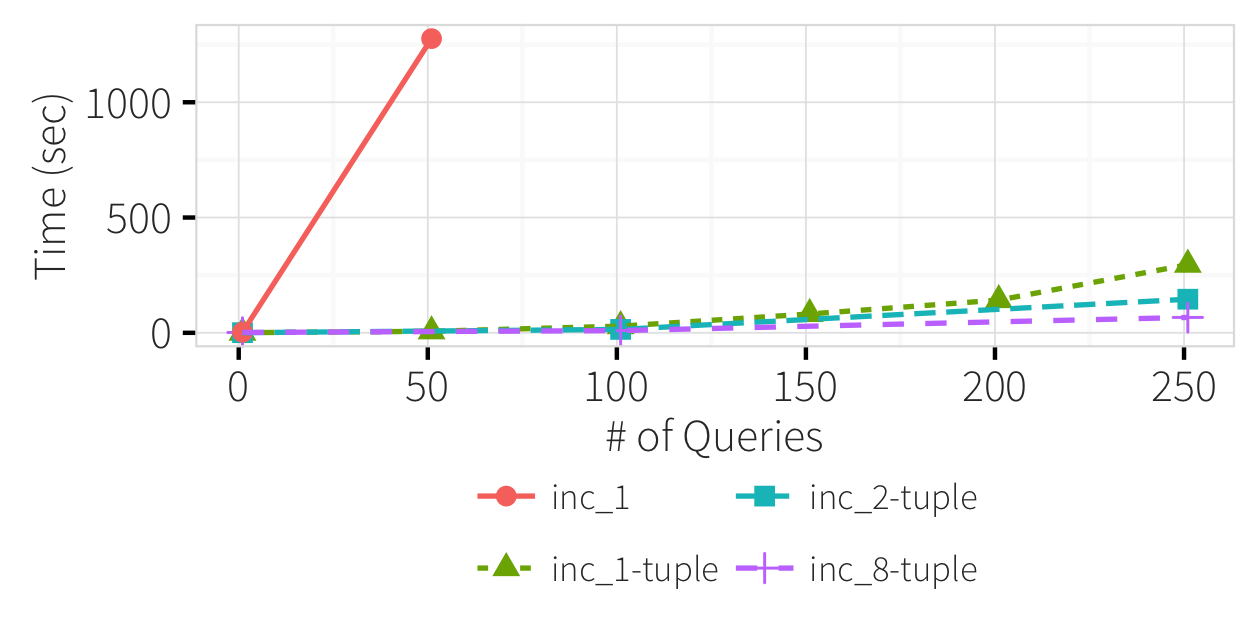 Time (sec)
1000
500
0
0 50 100 150 200 250
# of Queries
inc_1 inc_2-tuple
inc_1-tuple inc_8-tuple